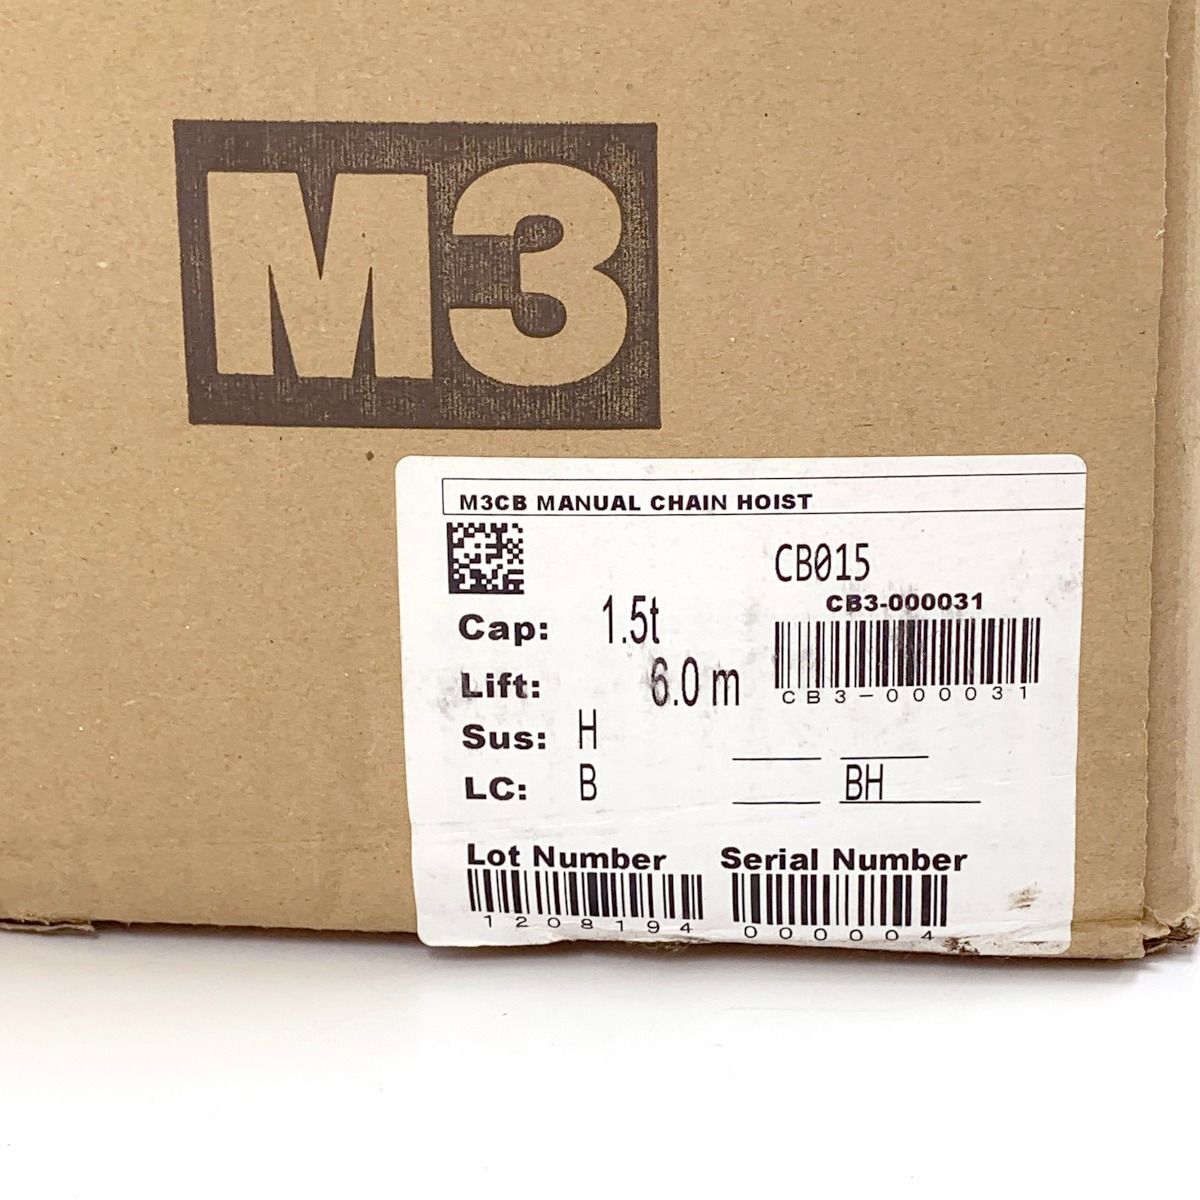 M3
M3CB MANUAL CHAIN HOIST
CB015
CB3-000031
Cap: 1.5t
CB3-000031
Lift: 6.0 m
Sus: H
LC: B BH
Lot Number Serial Number
1208194 000004